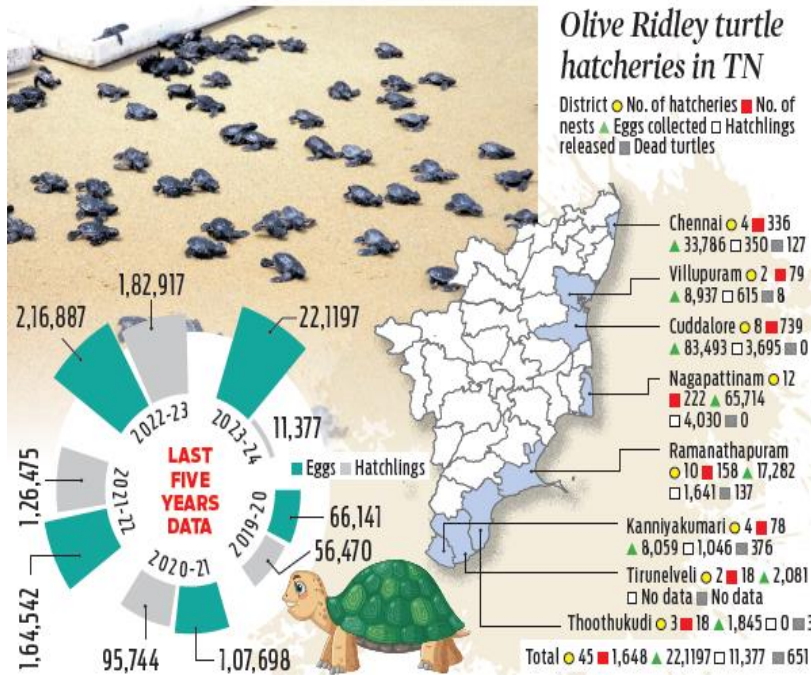 Olive Ridley turtle
hatcheries in TN
District No. of hatcheries No. of
nests Eggs collected Hatchlings
released Dead turtles
Chennai 4 336
33,786 350 127
Villupuram 2 79
8,937 615 8
Cuddalore 8 739
83,493 3,695 0
Nagapattinam 12
222 65,714
4,030 0
Ramanathapuram
10 158 17,282
1,641 137
Kanniyakumari 4 78
8,059 1,046 376
Tirunelveli 2 18 2,081
No data No data
Thoothukudi 3 18 1,845 0 3
Total 45 1,648 22,1197 11,377 651
1,82,917
2,16,887
22,1197
2022-23
2023-24
11,377
LAST
FIVE
YEARS
DATA
Eggs Hatchlings
1,26,475
2021-22
2019-20
66,141
56,470
2020-21
1,64,542
95,744
1,07,698